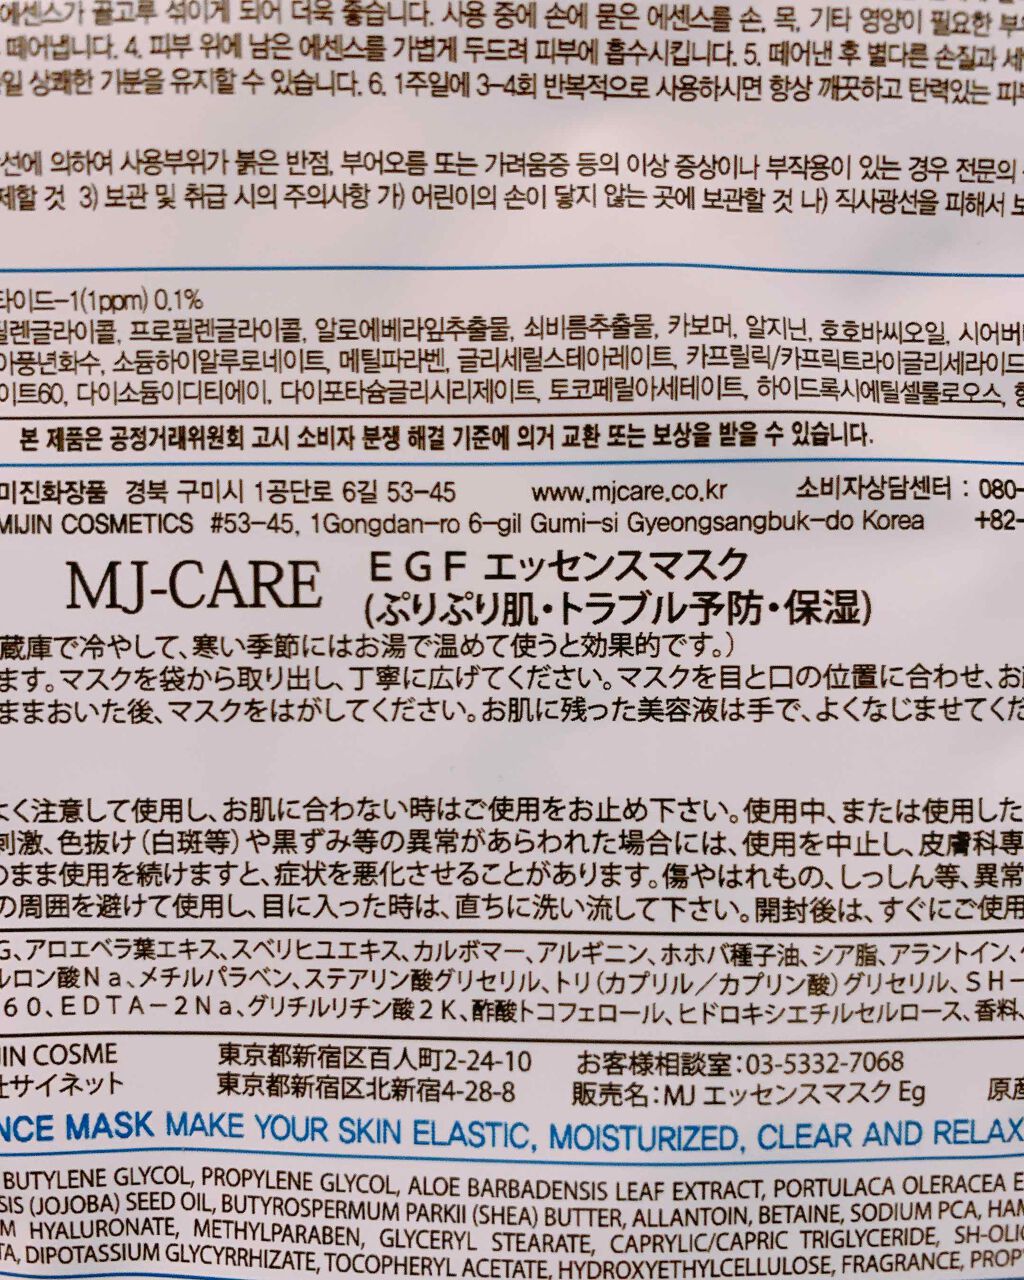 에센스가 골고루 섞이게 되어 더욱 좋습니다. 사용 중에 손에 묻은 에센스를 손, 목, 기타 영양이 필요한
떼어냅니다. 4. 피부 위에 남은 에센스를 가볍게 두드려 피부에 흡수시킵니다. 5. 떼어낸 후 별다른 손질과
상쾌한 기분을 유지할 수 있습니다. 6. 1주일에 3-4회 반복적으로 사용하시면 항상 깨끗하고 탄력있는
에 의하여 사용부위가 붉은 반점, 부어오름 또는 가려움증 등의 이상 증상이나 부작용이 있는 경우 전문의
제할 것 3) 보관 및 취급 시의 주의사항 가) 어린이의 손이 닿지 않는 곳에 보관할 것 나) 직사광선을 피해서
타이드-1(1ppm) 0.1%
필렌글라이콜, 프로필렌글라이콜, 알로에베라잎추출물, 쇠비름추출물, 카보머, 알지닌, 호호바씨오일, 시어버
풍년화수, 소듐하이알루로네이트, 메틸파라벤, 글리세릴스테아레이트, 카프릴릭/카프릭트라이글리세라이드
이트60, 다이소듐이디티에이, 다이포타슘글리시리제이트, 토코페릴아세테이트, 하이드록시에틸셀룰로오스,
본 제품은 공정거래위원회 고시 소비자 분쟁 해결 기준에 의거 교환 또는 보상을 받을 수 있습니다.
미진화장품 경북 구미시 1공단로 6길 53-45 www.mjcare.co.kr 소비자상담센터 : 080-
MIJIN COSMETICS #53-45, 1Gongdan-ro 6-gil Gumi-si Gyeongsangbuk-do Korea +82-
MJ-CARE EGF エッセンスマスク
(ぷりぷり肌・トラブル予防・保湿)
蔵庫で冷やして、寒い季節にはお湯で温めて使うと効果的です。)
ます。マスクを袋から取り出し、丁寧に広げてください。マスクを目と口の位置に合わせ、お
ままおいた後、マスクをはがしてください。お肌に残った美容液は手で、よくなじませてくだ
よく注意して使用し、お肌に合わない時はご使用をお止め下さい。使用中、または使用した
刺激、色抜け(白斑等)や黒ずみ等の異常があらわれた場合には、使用を中止し、皮膚科専
のまま使用を続けますと、症状を悪化させることがあります。傷やはれもの、しっしん等、異常
の周囲を避けて使用し、目に入った時は、直ちに洗い流して下さい。開封後は、すぐにご使用
G、アロエベラ葉エキス、スベリヒユエキス、カルボマー、アルギニン、ホホバ種子油、シア脂、アラントイン、
ルロン酸Na、メチルパラベン、ステアリン酸グリセリル、トリ(カプリル/カプリン酸)グリセリル、SH-
60、EDTA-2Na、グリチルリチン酸2K、酢酸トコフェロール、ヒドロキシエチルセルロース、香料、
JIN COSME 東京都新宿区百人町2-24-10 お客様相談室:03-5332-7068
社サイネット 東京都新宿区北新宿4-28-8 販売名:MJ エッセンスマスク Eg 原産
NCE MASK MAKE YOUR SKIN ELASTIC, MOISTURIZED, CLEAR AND RELAX
BUTYLENE GLYCOL, PROPYLENE GLYCOL, ALOE BARBADENSIS LEAF EXTRACT, PORTULACA OLERACEA E
SIS (JOJOBA) SEED OIL, BUTYROSPERMUM PARKII (SHEA) BUTTER, ALLANTOIN, BETAINE, SODIUM PCA, HAM
M HYALURONATE, METHYLPARABEN, GLYCERYL STEARATE, CAPRYLIC/CAPRIC TRIGLYCERIDE, SH-OLIG
TA, DIPOTASSIUM GLYCYRRHIZATE, TOCOPHERYL ACETATE, HYDROXYETHYLCELLULOSE, FRAGRANCE, PROP